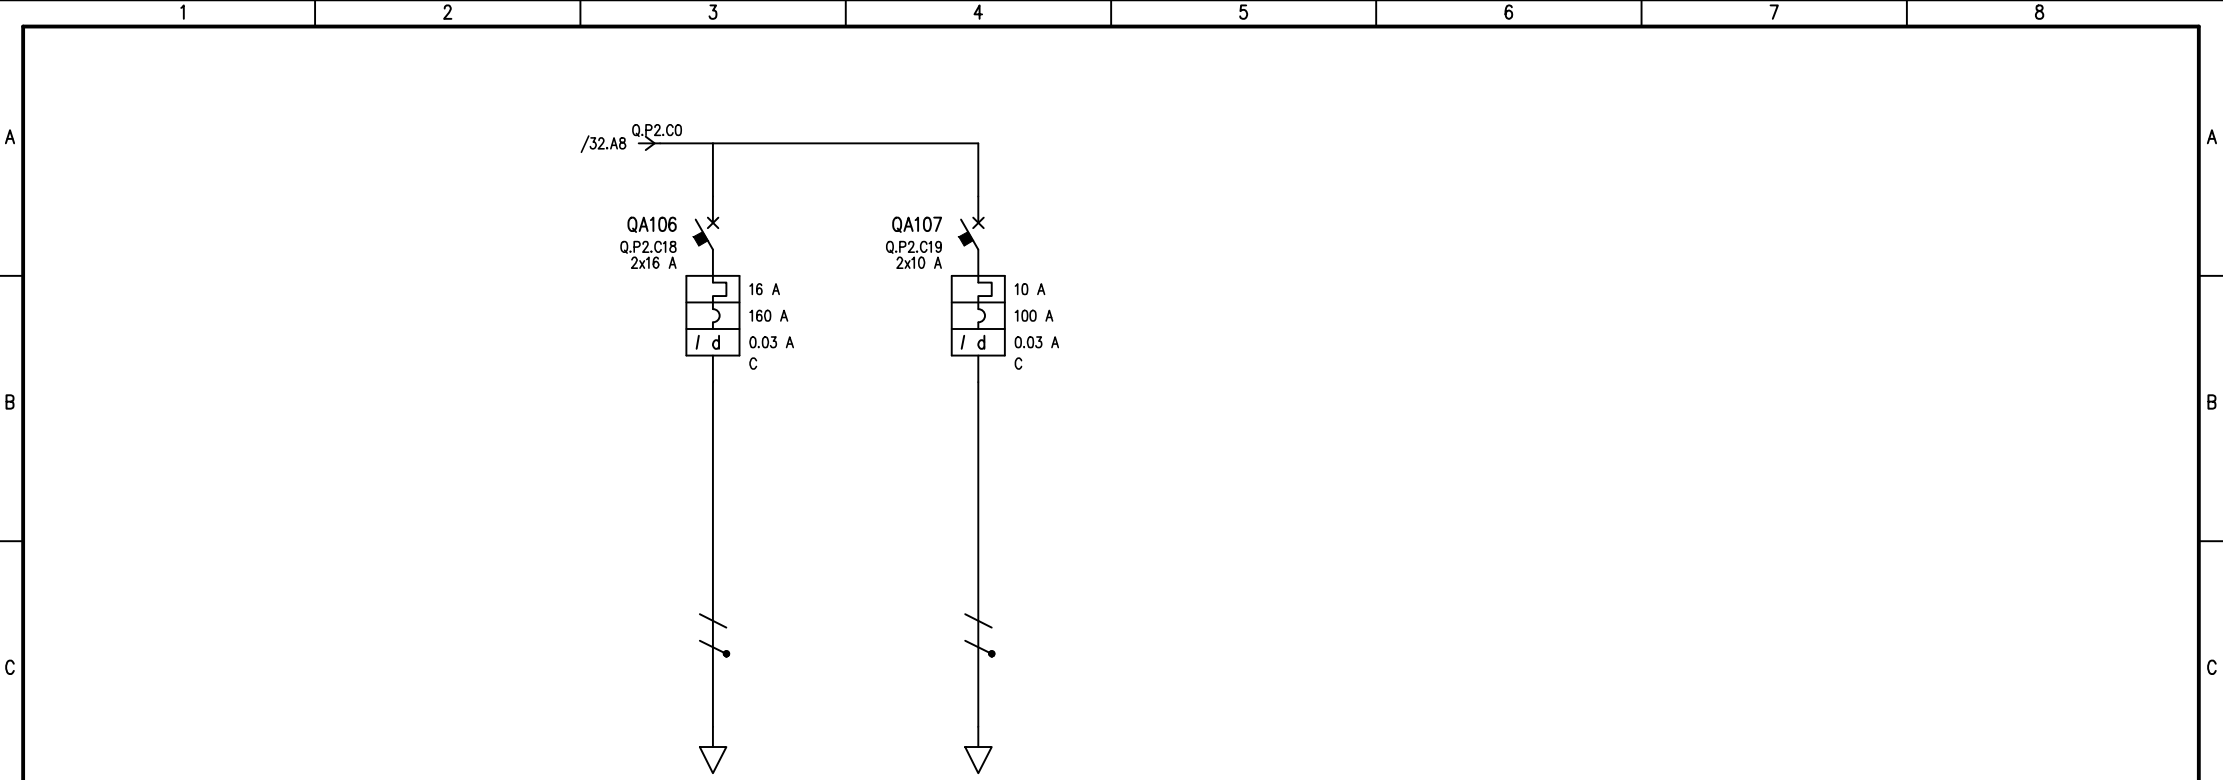 1 2 3 4 5 6 7 8
A A
Q.P2.C0
/32.A8
QA106
Q.P2.C18
2x16 A
16 A
160 A
I d 0.03 A
C
QA107
Q.P2.C19
2x10 A
10 A
100 A
I d 0.03 A
C
B B
C C